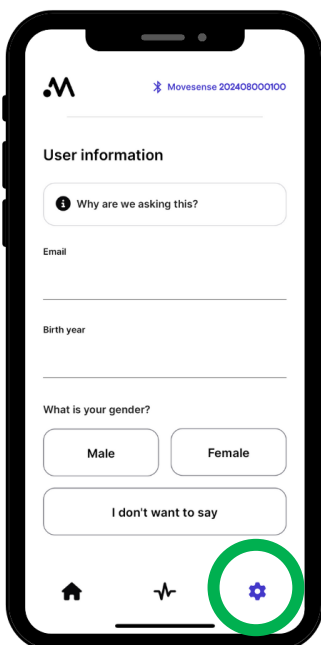 Movesense 202408000100
User information
Why are we asking this?
Email
Birth year
What is your gender?
Male Female
I don't want to say